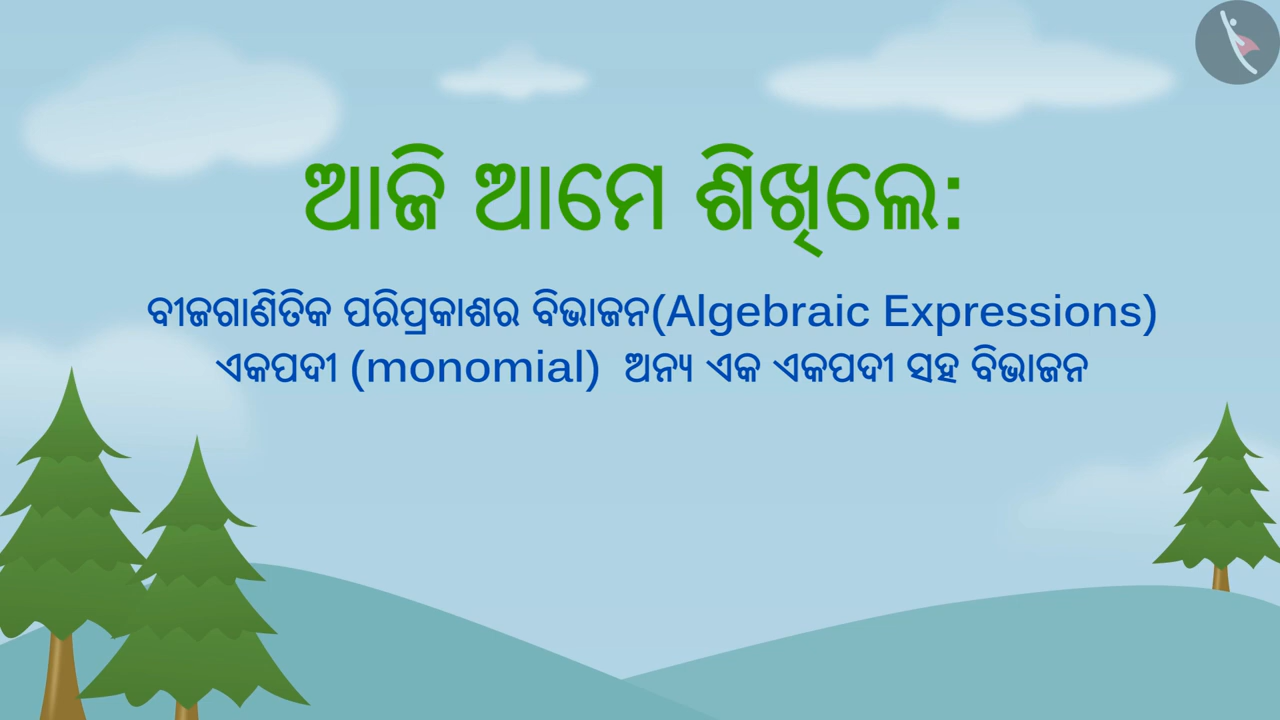 ଆଜି ଆମେ ଶିଖିଲେ:
ବୀଜଗାଣିତିକ ପରିପ୍ରକାଶର ବିଭାଜନ(Algebraic Expressions)
ଏକପଦୀ (monomial) ଅନ୍ୟ ଏକ ଏକପଦୀ ସହ ବିଭାଜନ